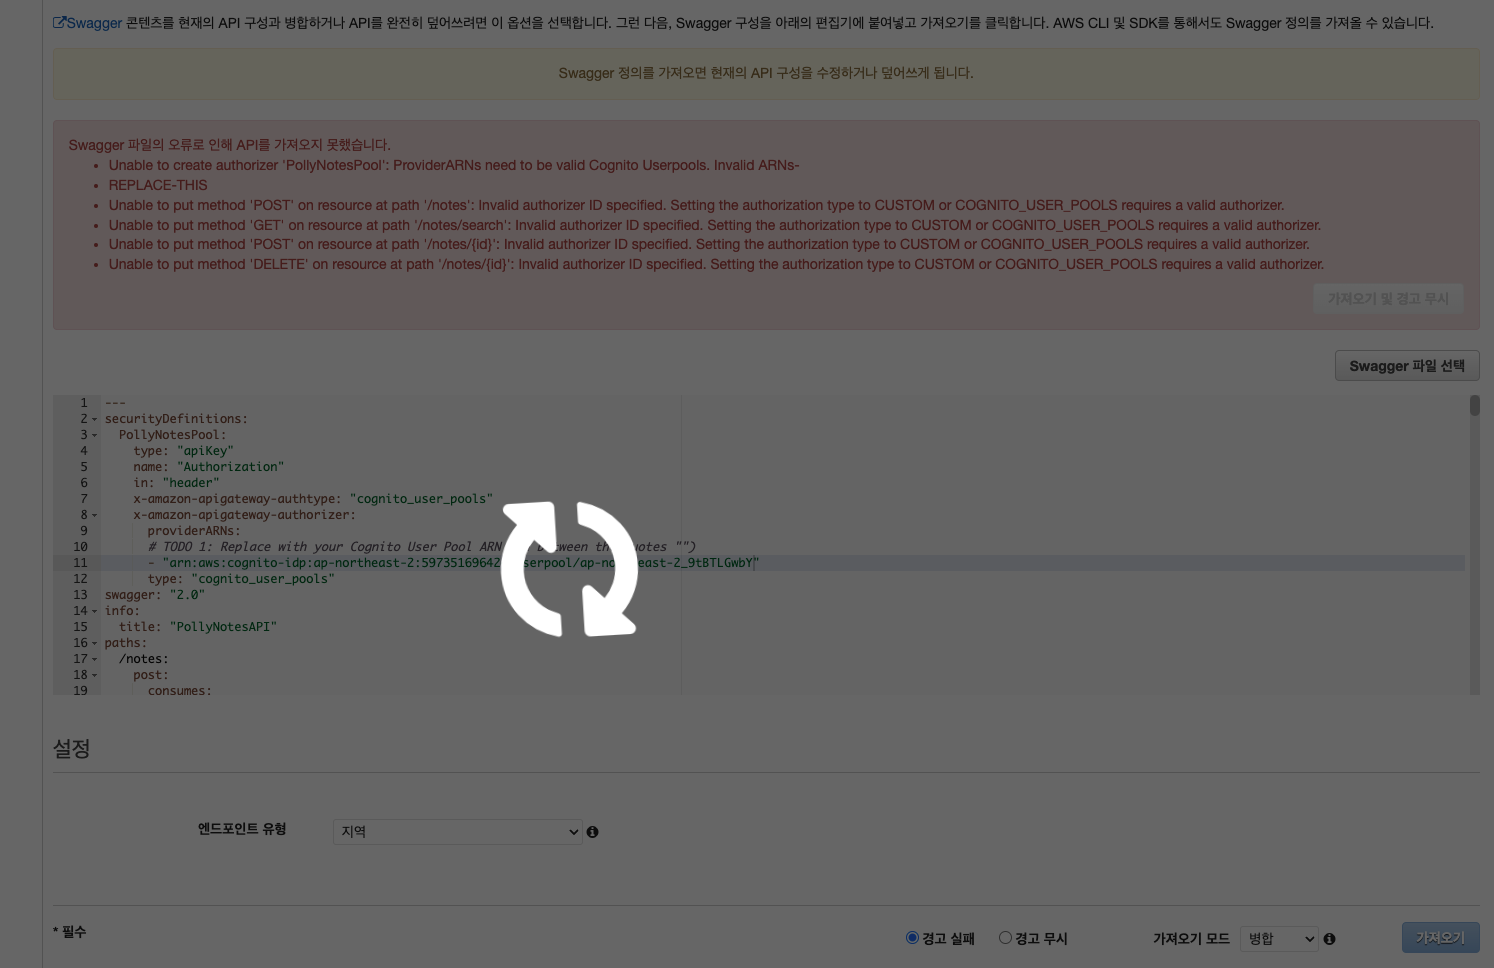 Swagger 콘텐츠를 현재의 API 구성과 병합하거나 API를 완전히 덮어쓰려면 이 옵션을 선택합니다. 그런 다음, Swagger 구성을 아래의 편집기에 붙여넣고 가져오기를 클릭합니다. AWS CLI 및 SDK를 통해서도 Swagger 정의를 가져올 수 있습니다.
Swagger 정의를 가져오면 현재의 API 구성을 수정하거나 덮어쓰게 됩니다.
Swagger 파일의 오류로 인해 API를 가져오지 못했습니다.
• Unable to create authorizer 'PollyNotesPool': ProviderARNs need to be valid Cognito Userpools. Invalid ARNs-
• REPLACE-THIS
• Unable to put method 'POST' on resource at path '/notes': Invalid authorizer ID specified. Setting the authorization type to CUSTOM or COGNITO_USER_POOLS requires a valid authorizer.
• Unable to put method 'GET' on resource at path '/notes/search': Invalid authorizer ID specified. Setting the authorization type to CUSTOM or COGNITO_USER_POOLS requires a valid authorizer.
• Unable to put method 'POST' on resource at path '/notes/{id}': Invalid authorizer ID specified. Setting the authorization type to CUSTOM or COGNITO_USER_POOLS requires a valid authorizer.
• Unable to put method 'DELETE' on resource at path '/notes/{id}': Invalid authorizer ID specified. Setting the authorization type to CUSTOM or COGNITO_USER_POOLS requires a valid authorizer.
가져오기 및 경고 무시
Swagger 파일 선택
1 ---
2 securityDefinitions:
3 PollyNotesPool:
4 type: "apiKey"
5 name: "Authorization"
6 in: "header"
7 x-amazon-apigateway-authtype: "cognito_user_pools"
8 x-amazon-apigateway-authorizer:
9 providerARNs:
10 # TODO 1: Replace with your Cognito User Pool ARN between the quotes "")
11 - "arn:aws:cognito-idp:ap-northeast-2:59735169642 serpool/ap-no east-2_9tBTLGwbY"
12 type: "cognito_user_pools"
13 swagger: "2.0"
14 info:
15 title: "PollyNotesAPI"
16 paths:
17 /notes:
18 post:
19 consumes:
설정
엔드포인트 유형 지역
* 필수 경고 실패 경고 무시 가져오기 모드 병합 가져오기